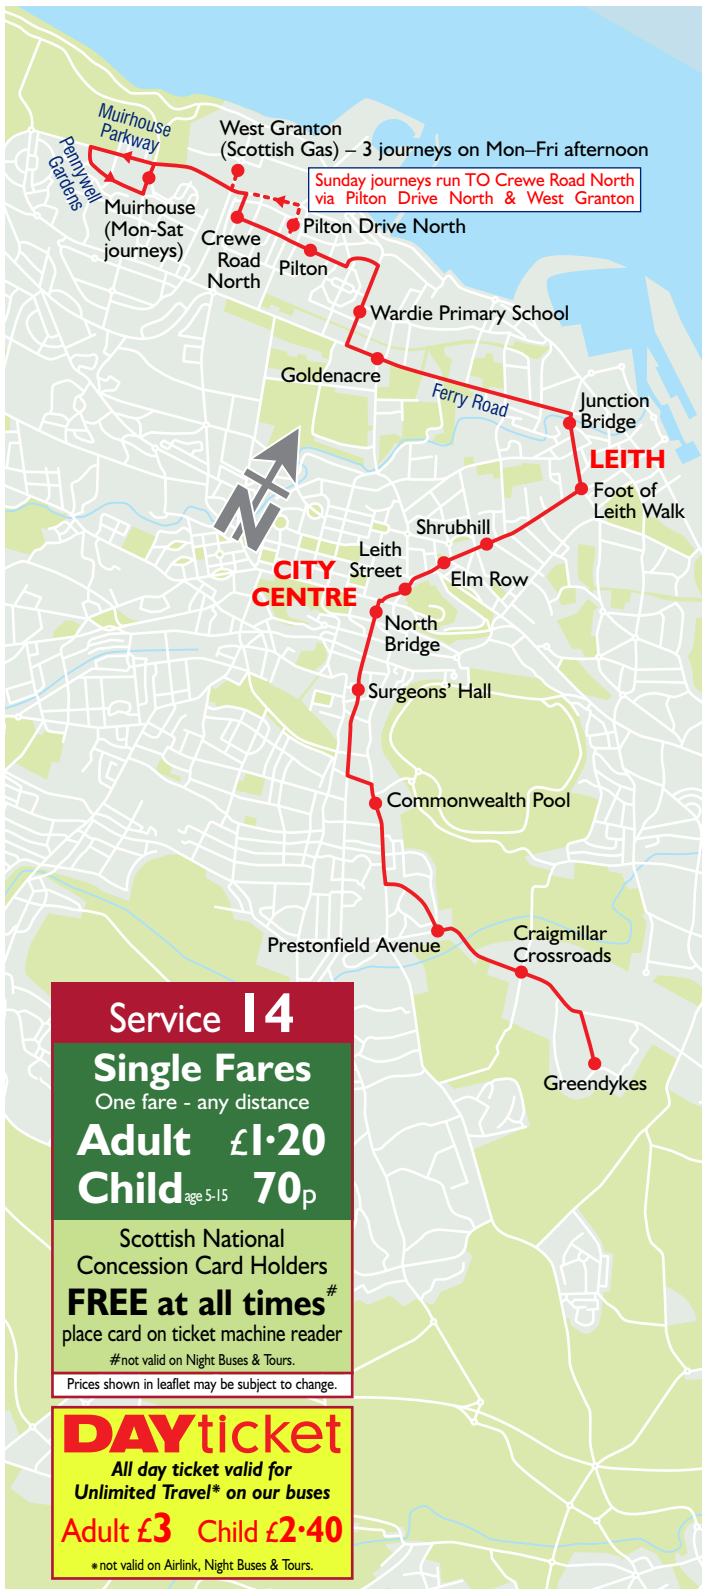 Muirhouse
Parkway
Pennywell
Gardens
West Granton
(Scottish Gas) – 3 journeys on Mon–Fri afternoon
Sunday journeys run TO Crewe Road North
via Pilton Drive North & West Granton
Muirhouse
(Mon-Sat
journeys)
Crewe
Road
North
Pilton Drive North
Pilton
Wardie Primary School
Goldenacre
Ferry Road
Junction
Bridge
LEITH
Foot of
Leith Walk
N
Shrubhill
Leith
Street
Elm Row
CITY
CENTRE
North
Bridge
Surgeons’ Hall
Commonwealth Pool
Prestonfield Avenue
Craigmillar
Crossroads
Greendykes
Service 14
Single Fares
One fare - any distance
Adult £1·20
Child age 5-15 70p
Scottish National
Concession Card Holders
FREE at all times#
place card on ticket machine reader
#not valid on Night Buses & Tours.
Prices shown in leaflet may be subject to change.
DAYticket
All day ticket valid for
Unlimited Travel* on our buses
Adult £3 Child £2·40
*not valid on Airlink, Night Buses & Tours.